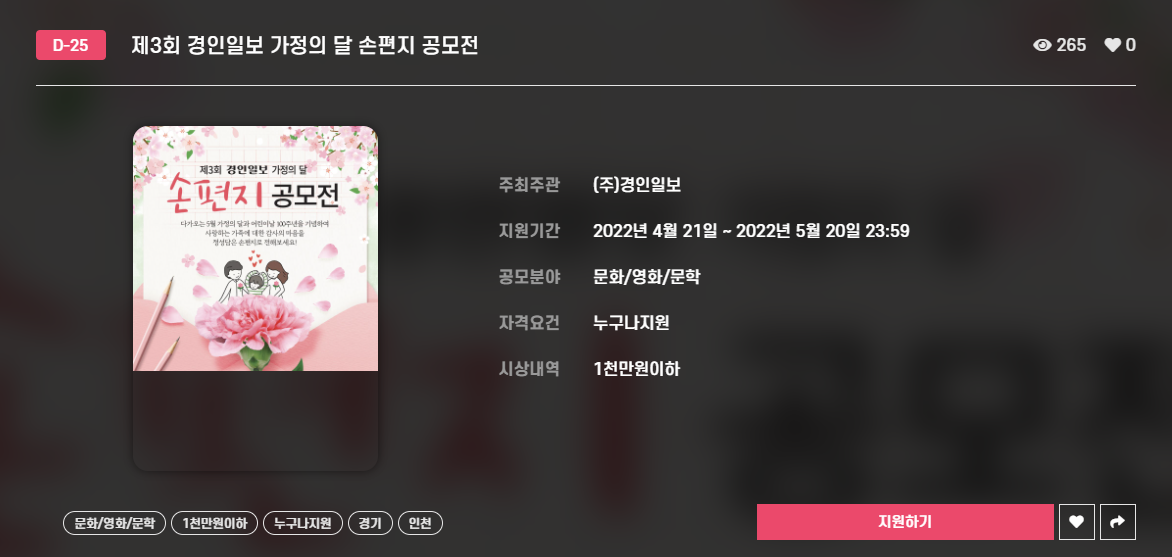 D-25
제3회 경인일보 가정의 달 손편지 공모전
265
0
제3회 경인일보 가정의 달
손편지 공모전
다가오는 5월 가정의 달과 어린이날 100주년을 기념하여
사랑하는 가족에 대한 감사의 마음을
정성담은 손편지로 전해보세요!
주최주관 (주)경인일보
지원기간 2022년 4월 21일 ~ 2022년 5월 20일 23:59
공모분야 문화/영화/문학
자격요건 누구나지원
시상내역 1천만원이하
문화/영화/문학 1천만원이하 누구나지원 경기 인천
지원하기